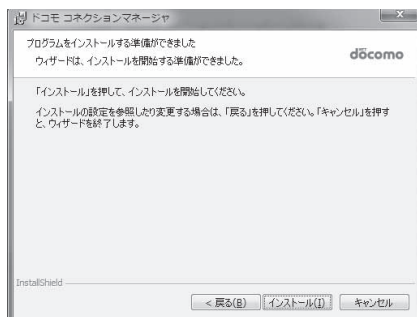 ドコモ コネクションマネージャ
プログラムをインストールする準備ができました
ウィザードは、インストールを開始する準備ができました。
döcomo
「インストール」を押して、インストールを開始してください。
インストールの設定を参照したり変更する場合は、「戻る」を押してください。「キャンセル」を押す
と、ウィザードを終了します。
InstallShield
< 戻る(B)
インストール(I)
キャンセル